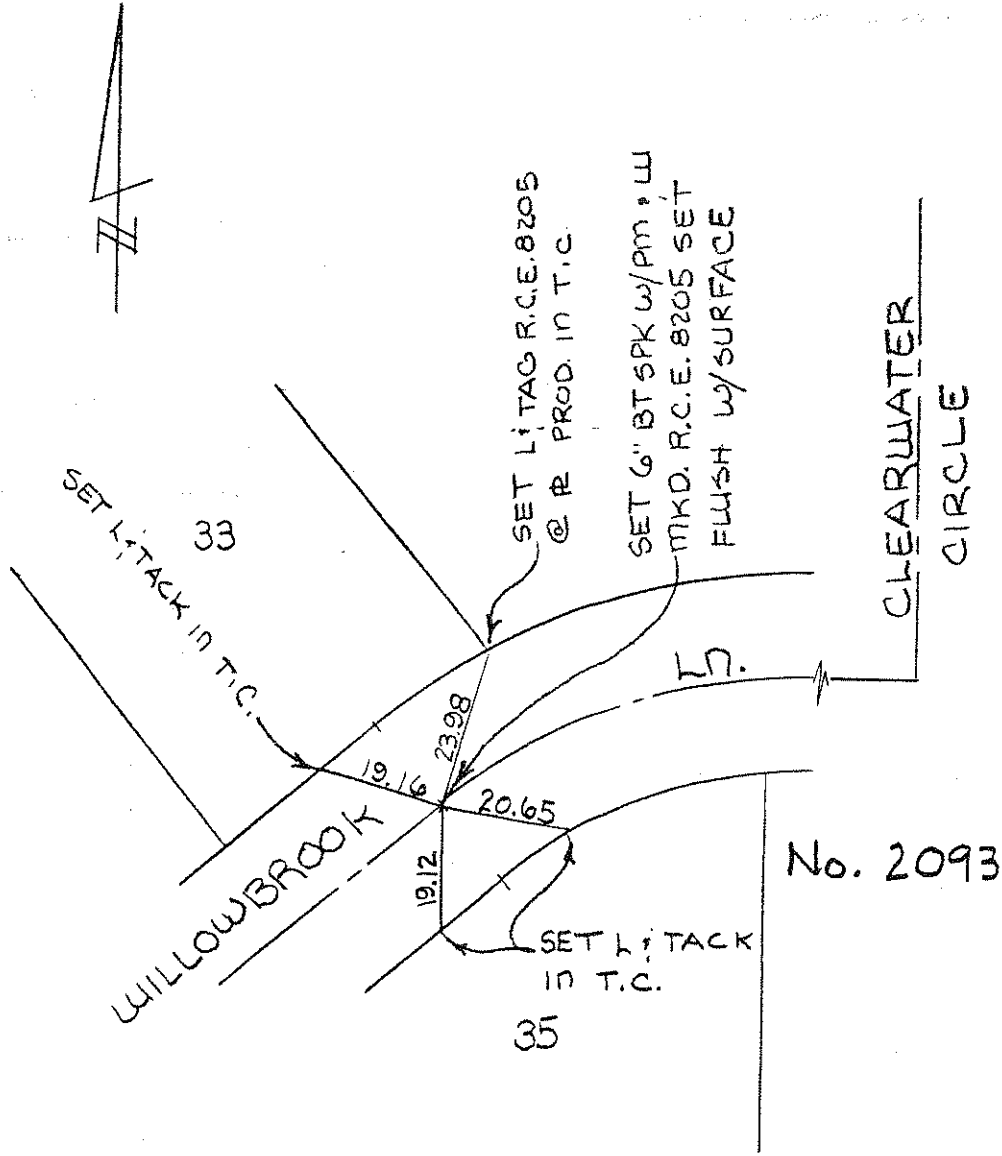 N
SET L & TACK IN T.C.
33
SET L & TAG R.C.E. 8205
@ PL PROD. IN T.C.
SET 6" BT SPK W/PM & W
MKD. R.C.E. 8205 SET
FLUSH W/SURFACE
WILLOWBROOK
LN.
19.16
23.98
20.65
19.12
SET L & TACK
IN T.C.
35
CLEARWATER
CIRCLE
No. 2093